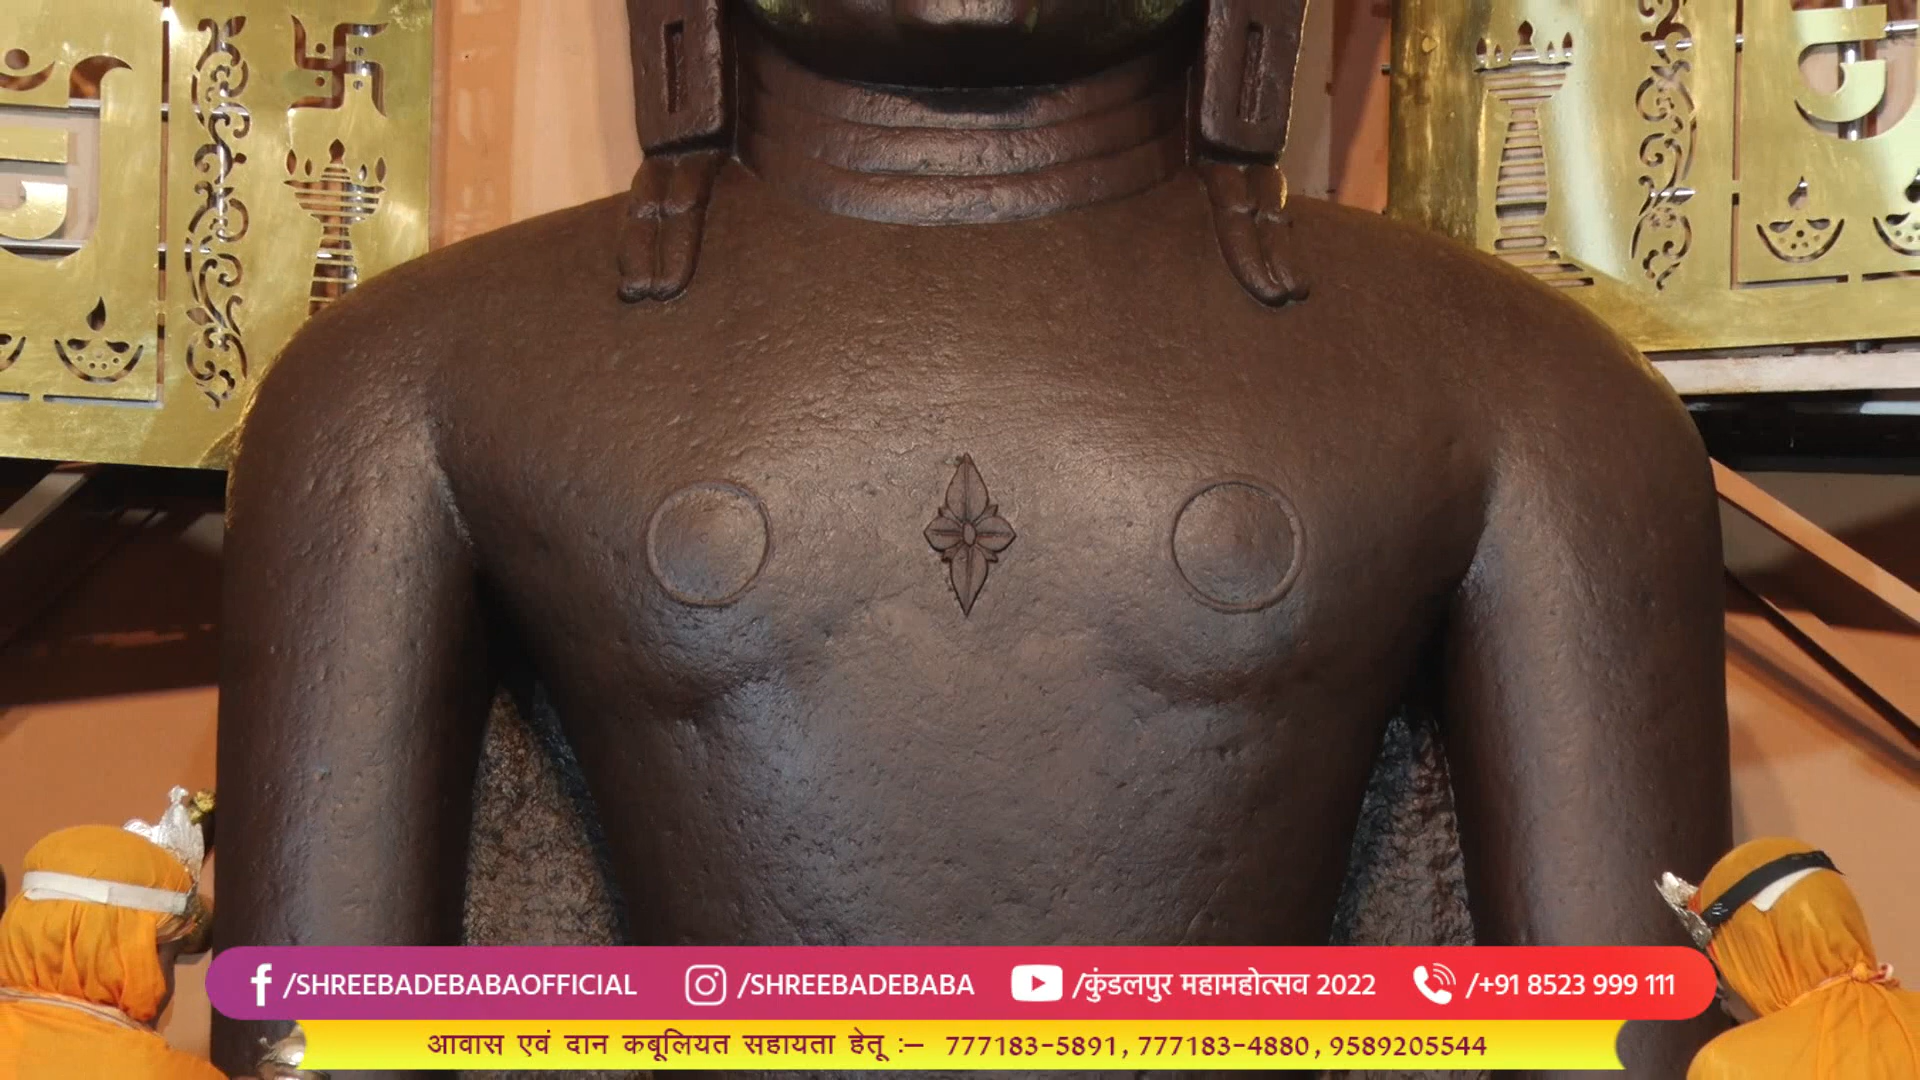 /SHREEBADEBABAOFFICIAL /SHREEBADEBABA /कुंडलपुर महामहोत्सव 2022 /+91 8523 999 111
आवास एवं दान कबूलियत सहायता हेतू :– 777183-5891, 777183-4880, 9589205544